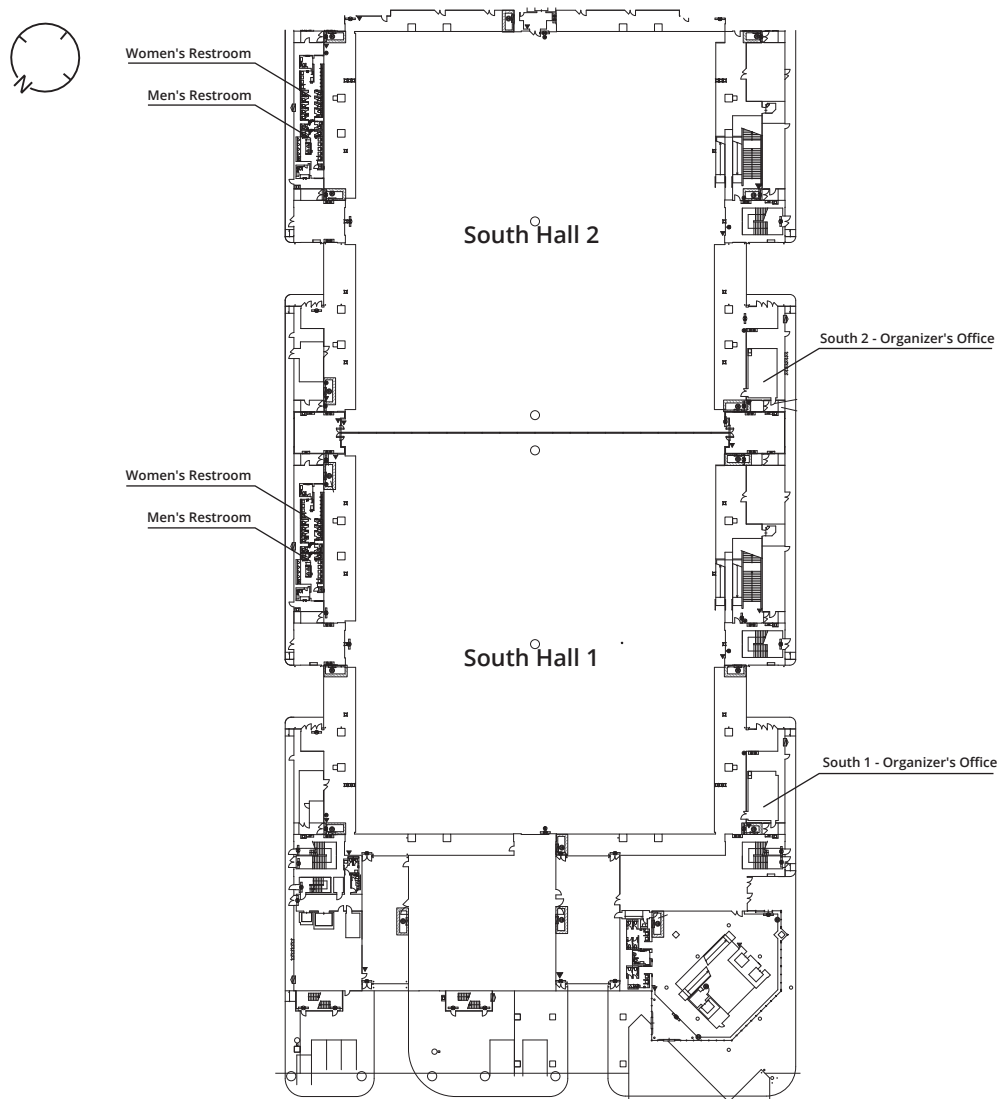 N
Women's Restroom
Men's Restroom
South Hall 2
South 2 - Organizer's Office
Women's Restroom
Men's Restroom
South Hall 1
South 1 - Organizer's Office